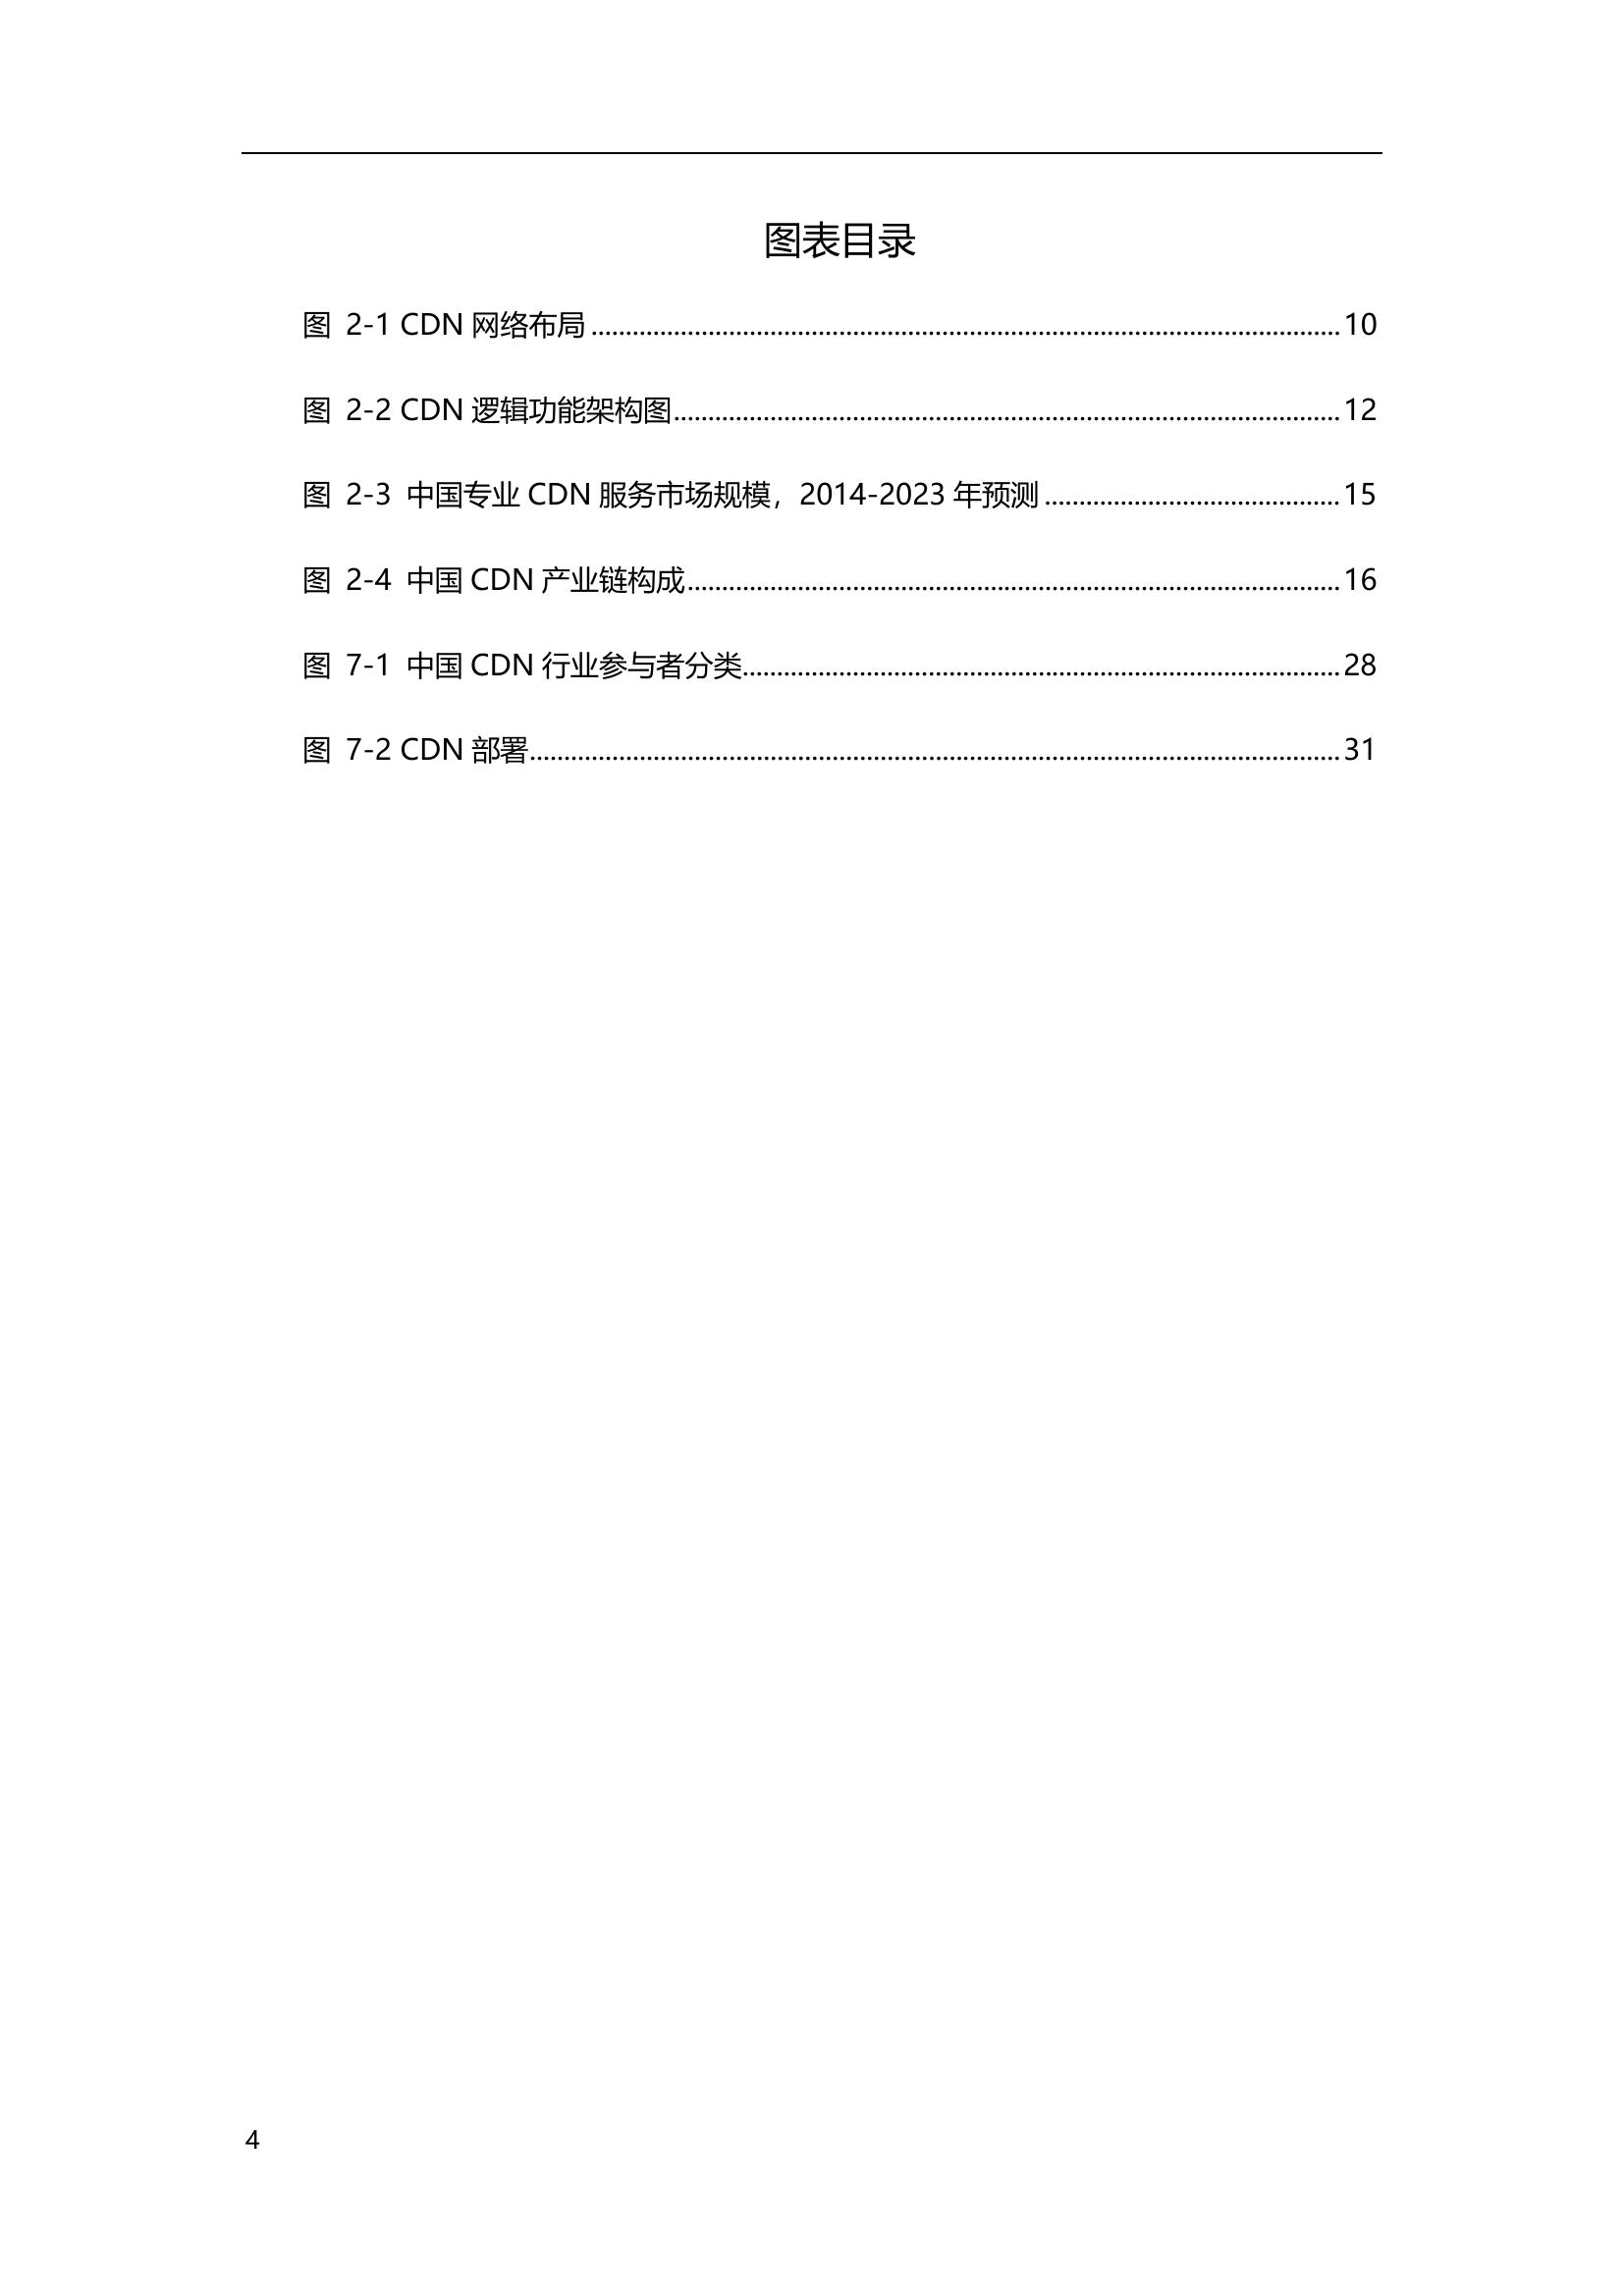 图表目录
图 2-1 CDN 网络布局........................................................................................................10
图 2-2 CDN 逻辑功能架构图............................................................................................12
图 2-3 中国专业 CDN 服务市场规模，2014-2023 年预测.........................................15
图 2-4 中国 CDN 产业链构成..........................................................................................16
图 7-1 中国 CDN 行业参与者分类..................................................................................28
图 7-2 CDN 部署................................................................................................................31
4